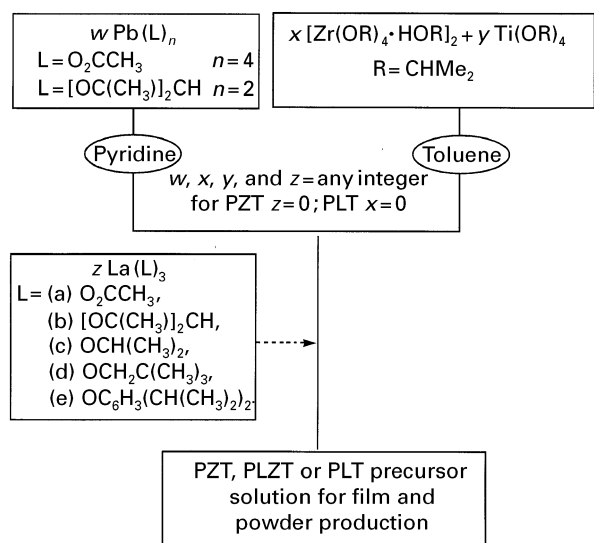 w Pb(L)ₙ
L=O₂CCH₃ n=4
L=[OC(CH₃)]₂CH n=2
x [Zr(OR)₄•HOR]₂+y Ti(OR)₄
R=CHMe₂
Pyridine
Toluene
w, x, y, and z=any integer
for PZT z=0; PLT x=0
z La(L)₃
L= (a) O₂CCH₃,
(b) [OC(CH₃)]₂CH,
(c) OCH(CH₃)₂,
(d) OCH₂C(CH₃)₃,
(e) OC₆H₃(CH(CH₃)₂)₂.
PZT, PLZT or PLT precursor
solution for film and
powder production